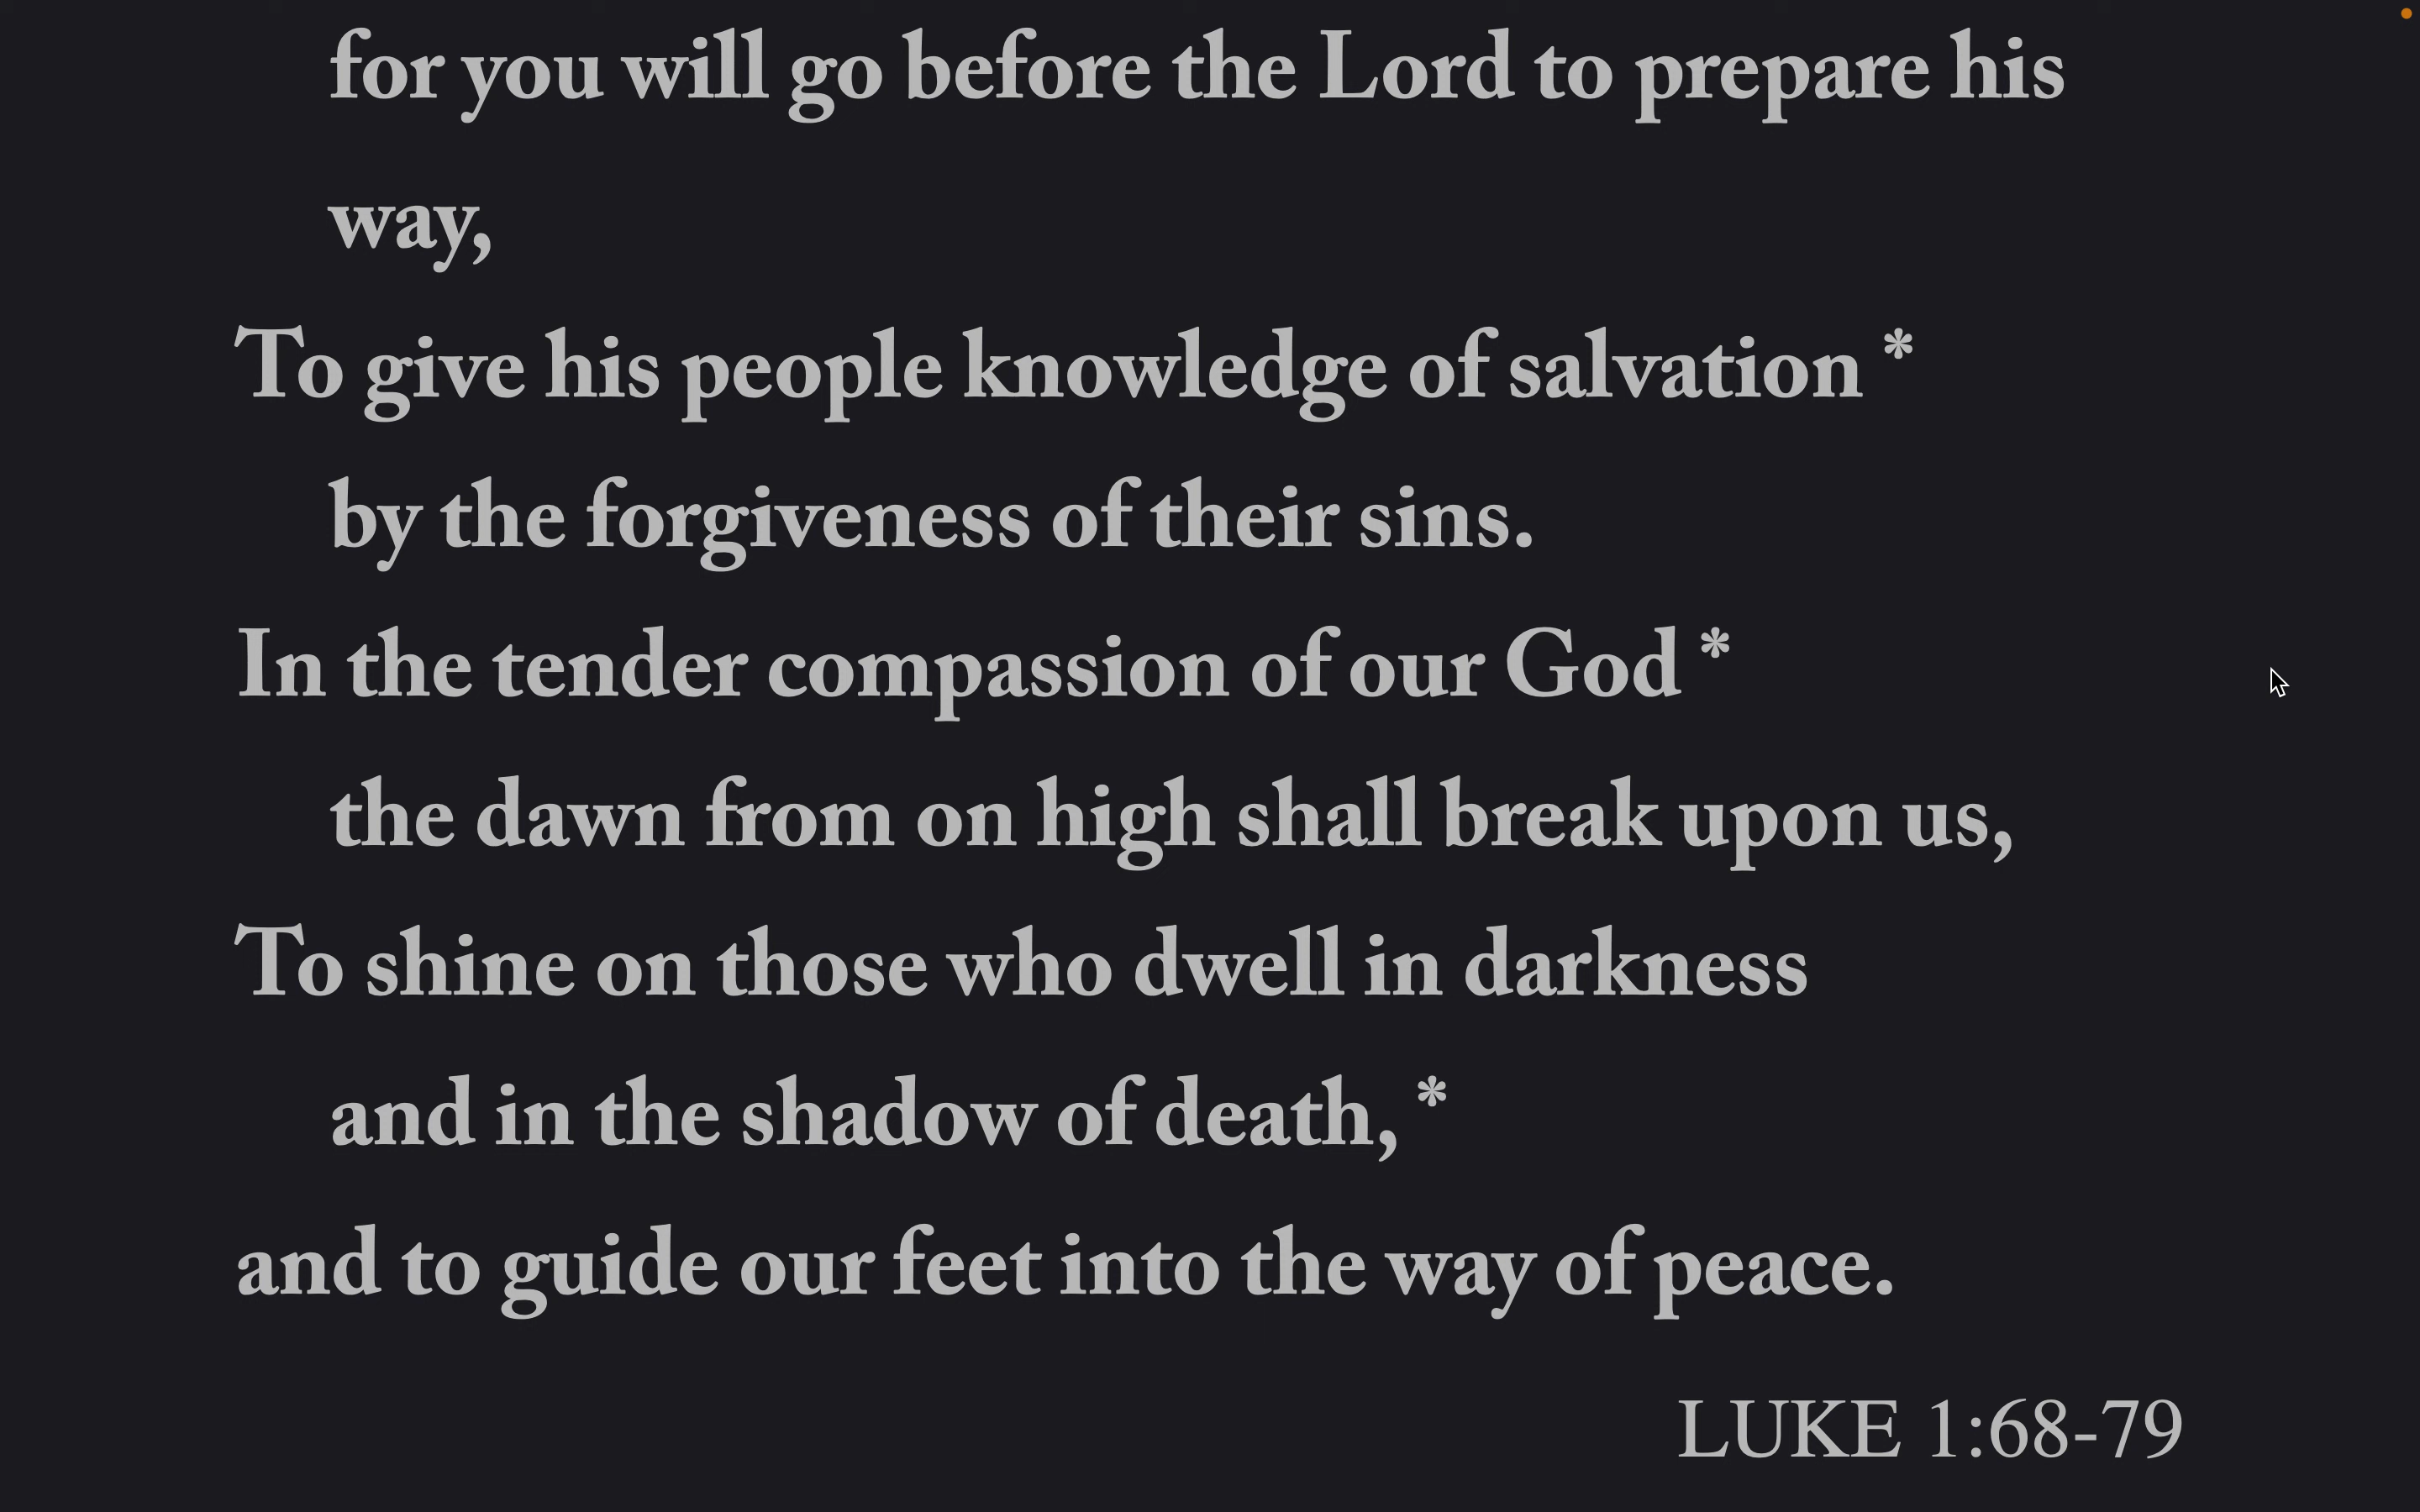 for you will go before the Lord to prepare his
way,
To give his people knowledge of salvation *
by the forgiveness of their sins.
In the tender compassion of our God *
the dawn from on high shall break upon us,
To shine on those who dwell in darkness
and in the shadow of death, *
and to guide our feet into the way of peace.
LUKE 1:68-79